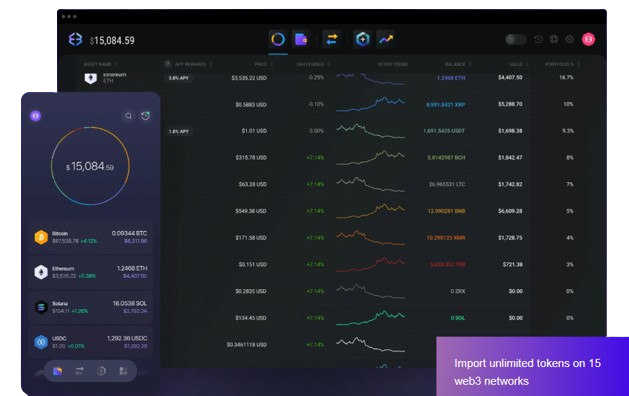 $15,084.59
ASSET NAME APY REWARDS PRICE 24H CHANGE 30 DAY TREND BALANCE VALUE PORTFOLIO %
Ethereum ETH 3.8% APY $3,535.22 USD -0.29% 1.2468 ETH $4,407.50 16.7%
$0.5883 USD -0.10% 8,991.8421 XRP $5,288.70 10%
1.8% APY $1.01 USD 0.00% 1,691.5435 USDT $1,698.38 9.3%
$315.78 USD +7.14% 5.8142987 BCH $1,842.47 8%
$63.28 USD +7.14% 26.965531 LTC $1,742.82 7%
$549.38 USD +7.14% 12.090281 BNB $6,609.28 5%
$171.58 USD +7.14% 10.298125 XMR $1,728.75 4%
$0.151 USD +7.14% TRX $721.38 3%
$0.2833 USD +7.14% 0 ZRX $0.00 0%
$134.45 USD +7.14% 0 SOL $0.00 0%
$0.3461118 USD +7.14%
$15,084.59
Bitcoin 0.09344 BTC
$67,538.78 +4.12% $6,311.86
Ethereum 1.2468 ETH
$3,535.22 +0.36% $4,407.50
Solana 18.0538 SOL
$154.11 +1.26% $2,782.24
USDC 1,292.36 USDC
$1.00 +0.01% $1,292.36
Import unlimited tokens on 15
web3 networks